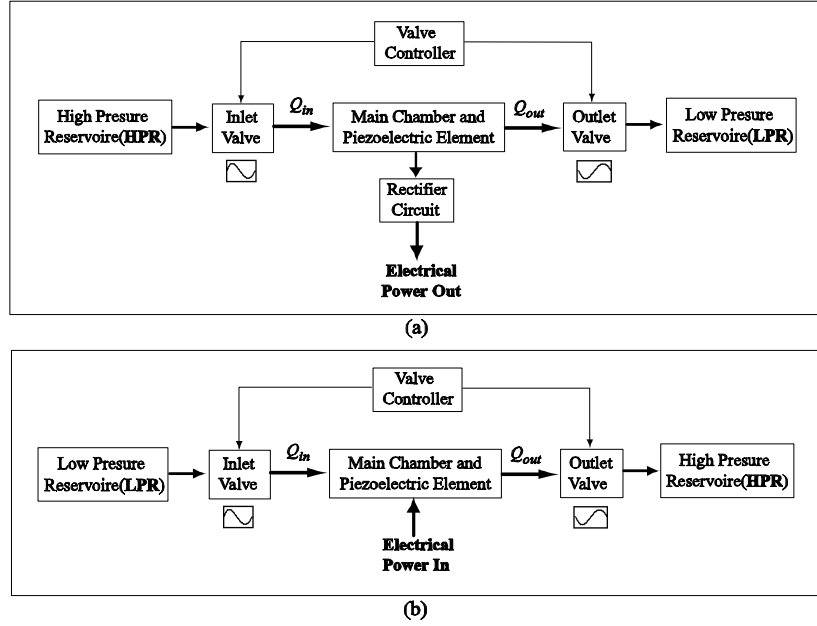 Valve
Controller
High Presure
Reservoire(HPR)
Inlet
Valve
Qin
Main Chamber and
Piezoelectric Element
Qout
Outlet
Valve
Low Presure
Reservoire(LPR)
Rectifier
Circuit
Electrical
Power Out
(a)
Valve
Controller
Low Presure
Reservoire(LPR)
Inlet
Valve
Qin
Main Chamber and
Piezoelectric Element
Qout
Outlet
Valve
High Presure
Reservoire(HPR)
Electrical
Power In
(b)